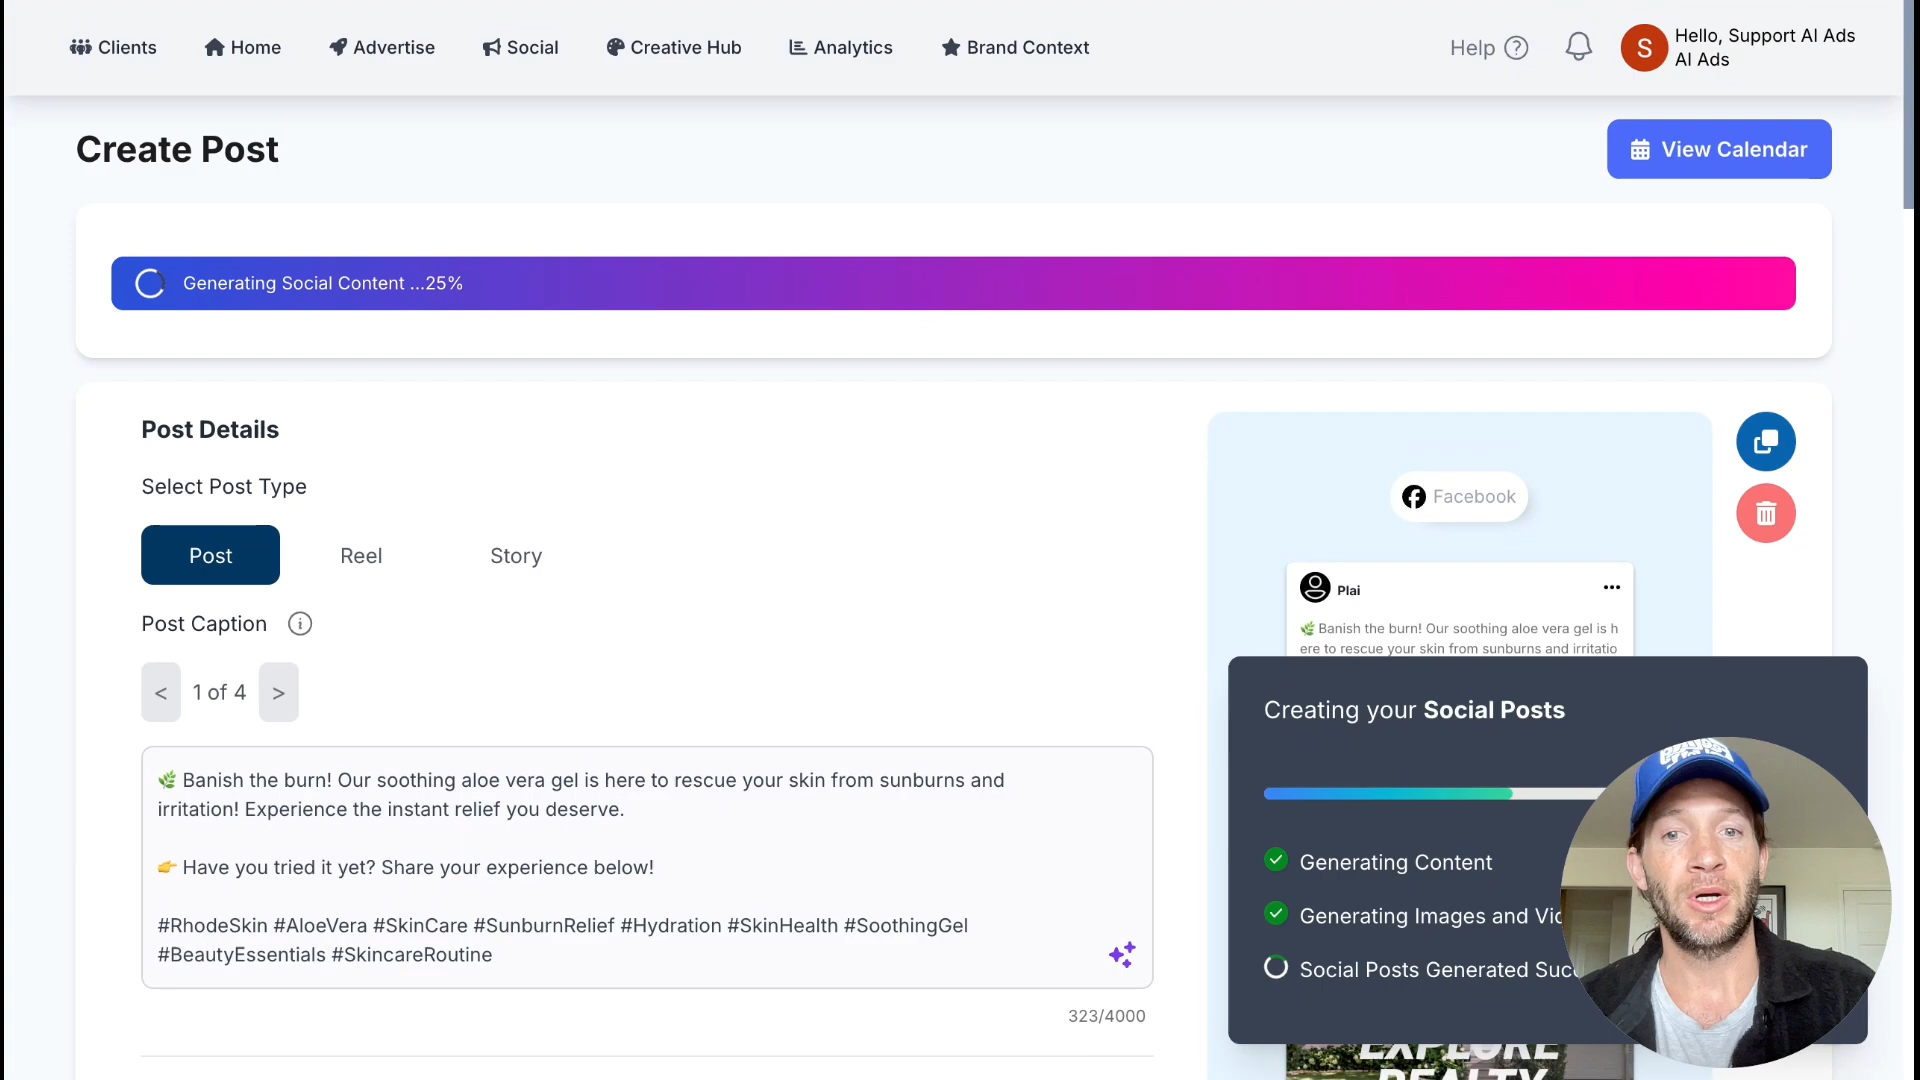 Clients
Home
Advertise
Social
Creative Hub
Analytics
Brand Context
Help
S
Hello, Support AI Ads
AI Ads
Create Post
View Calendar
Generating Social Content ...25%
Post Details
Select Post Type
Post
Reel
Story
Post Caption
< 1 of 4 >
🌿 Banish the burn! Our soothing aloe vera gel is here to rescue your skin from sunburns and
irritation! Experience the instant relief you deserve.
👉 Have you tried it yet? Share your experience below!
#RhodeSkin #AloeVera #SkinCare #SunburnRelief #Hydration #SkinHealth #SoothingGel
#BeautyEssentials #SkincareRoutine
323/4000
Facebook
Plai
🌿 Banish the burn! Our soothing aloe vera gel is h
ere to rescue your skin from sunburns and irritatio
Creating your Social Posts
Generating Content
Generating Images and Vi
Social Posts Generated Suc
EXPLORE
REALTY